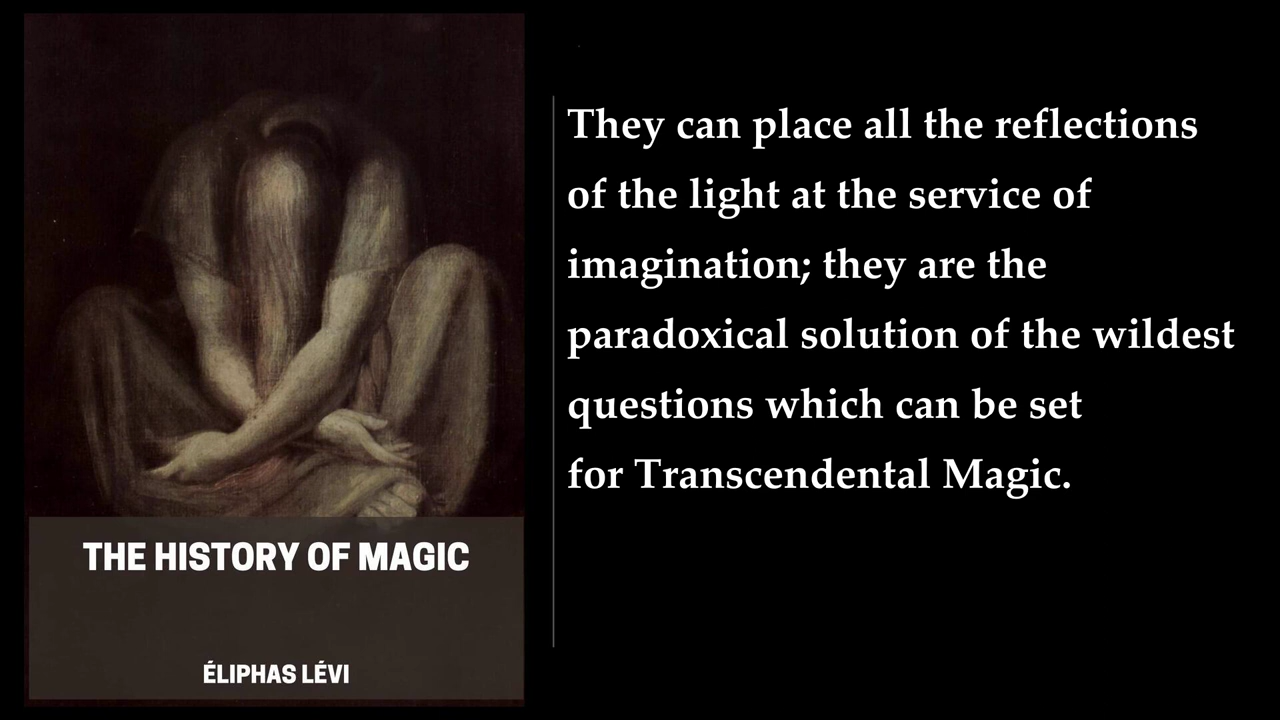 They can place all the reflections
of the light at the service of
imagination; they are the
paradoxical solution of the wildest
questions which can be set
for Transcendental Magic.
THE HISTORY OF MAGIC
ÉLIPHAS LÉVI